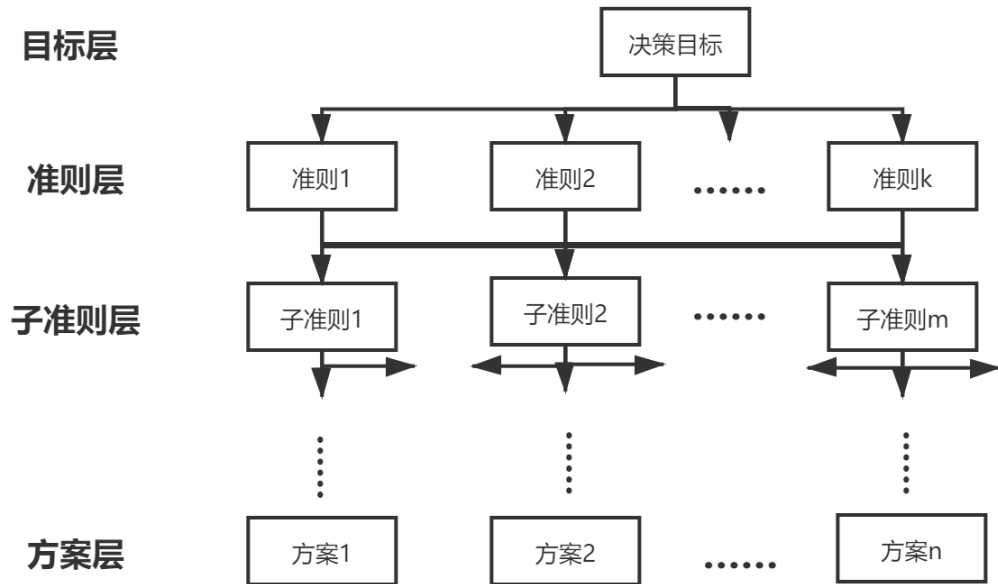 目标层
决策目标
准则层
准则1
准则2
......
准则k
子准则层
子准则1
子准则2
......
子准则m
方案层
方案1
方案2
......
方案n